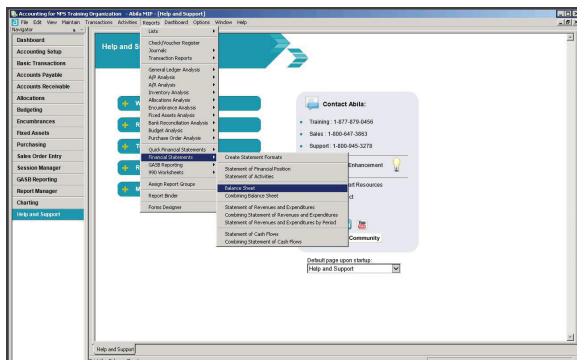 Accounting for NPS Training Organization - Abila MIP - [Help and Support]
File Edit View Maintain Transactions Activities Reports Dashboard Options Window Help
Navigator
Dashboard
Accounting Setup
Basic Transactions
Accounts Payable
Accounts Receivable
Allocations
Budgeting
Encumbrances
Fixed Assets
Purchasing
Sales Order Entry
Session Manager
GASB Reporting
Report Manager
Charting
Help and Support
Help and S
Lists
Check/Voucher Register
Journals
Transaction Reports
General Ledger Analysis
A/P Analysis
A/R Analysis
Inventory Analysis
Allocations Analysis
Encumbrance Analysis
Fixed Assets Analysis
Bank Reconciliation Analysis
Budget Analysis
Purchase Order Analysis
Quick Financial Statements
Financial Statements
GASB Reporting
990 Worksheets
Assign Report Groups
Report Binder
Forms Designer
Create Statement Formats
Statement of Financial Position
Statement of Activities
Balance Sheet
Combining Balance Sheet
Statement of Revenues and Expenditures
Combining Statement of Revenues and Expenditures
Statement of Revenues and Expenditures by Period
Statement of Cash Flows
Combining Statement of Cash Flows
Contact Abila:
Training: 1-877-879-0456
Sales: 1-800-647-3863
Support: 1-800-945-3278
Enhancement
ort Resources
ct
Community
Default page upon startup:
Help and Support
Help and Support